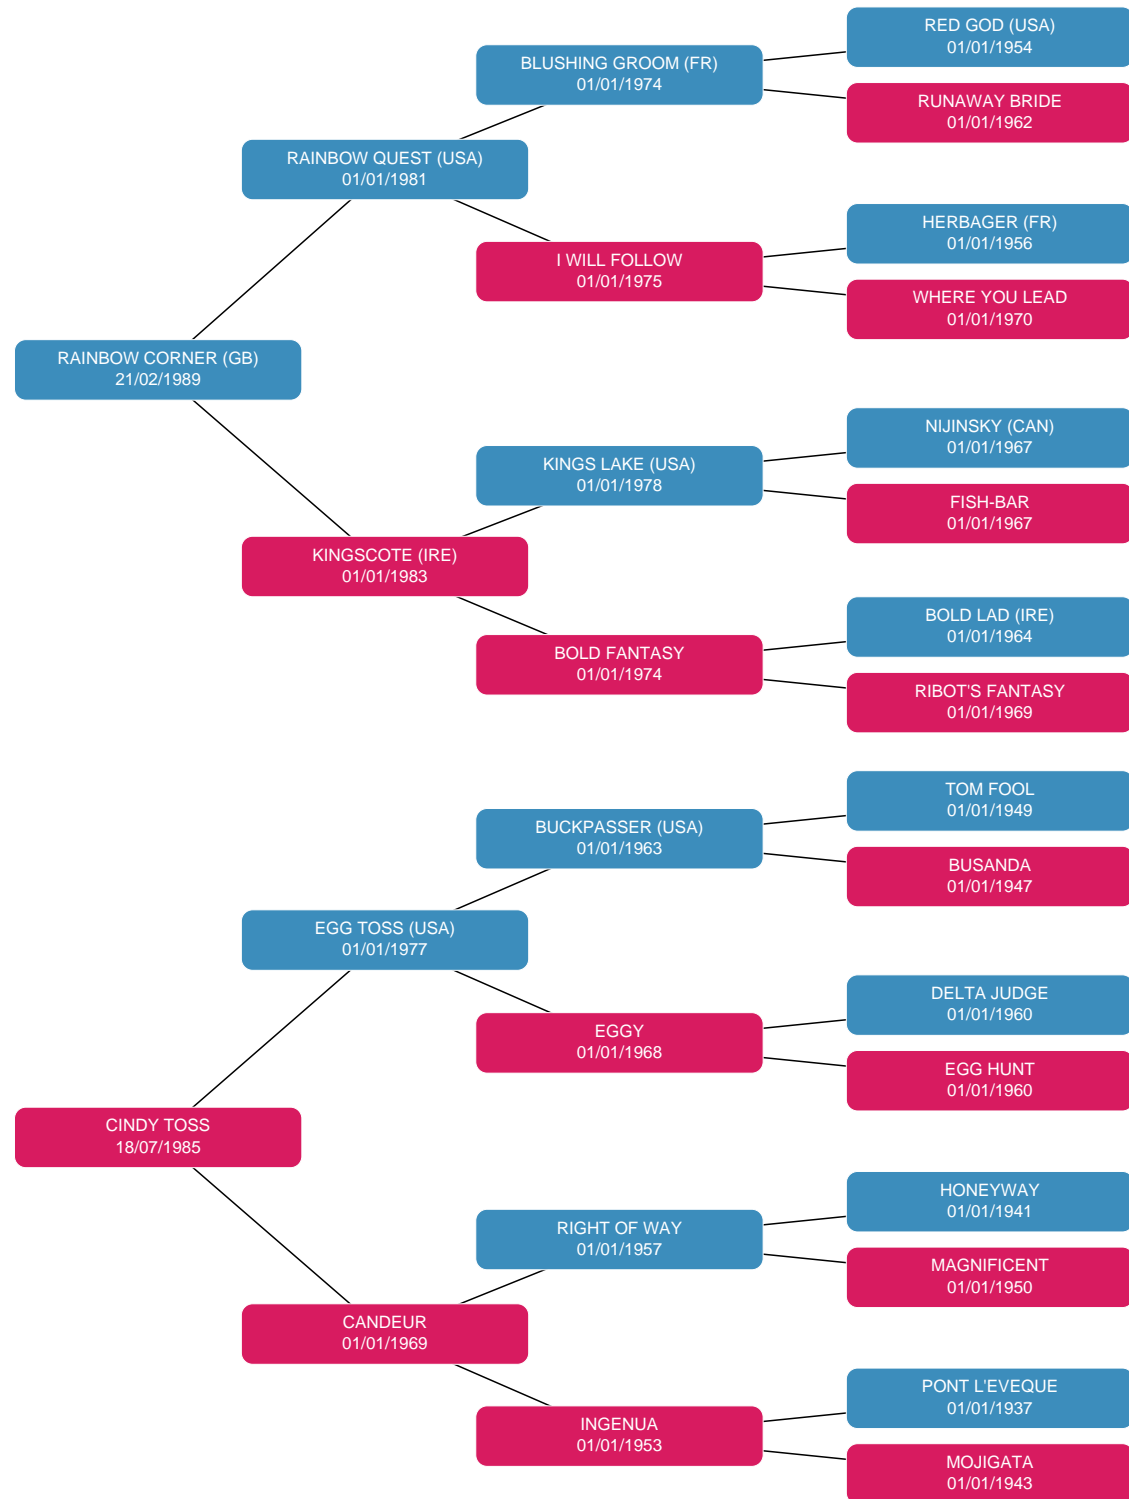 RED GOD (USA)
01/01/1954
BLUSHING GROOM (FR)
01/01/1974
RUNAWAY BRIDE
01/01/1962
RAINBOW QUEST (USA)
01/01/1981
HERBAGER (FR)
01/01/1956
I WILL FOLLOW
01/01/1975
WHERE YOU LEAD
01/01/1970
RAINBOW CORNER (GB)
21/02/1989
NIJINSKY (CAN)
01/01/1967
KINGS LAKE (USA)
01/01/1978
FISH-BAR
01/01/1967
KINGSCOTE (IRE)
01/01/1983
BOLD LAD (IRE)
01/01/1964
BOLD FANTASY
01/01/1974
RIBOT'S FANTASY
01/01/1969
TOM FOOL
01/01/1949
BUCKPASSER (USA)
01/01/1963
BUSANDA
01/01/1947
EGG TOSS (USA)
01/01/1977
DELTA JUDGE
01/01/1960
EGGY
01/01/1968
EGG HUNT
01/01/1960
CINDY TOSS
18/07/1985
HONEYWAY
01/01/1941
RIGHT OF WAY
01/01/1957
MAGNIFICENT
01/01/1950
CANDEUR
01/01/1969
PONT L'EVEQUE
01/01/1937
INGENUA
01/01/1953
MOJIGATA
01/01/1943